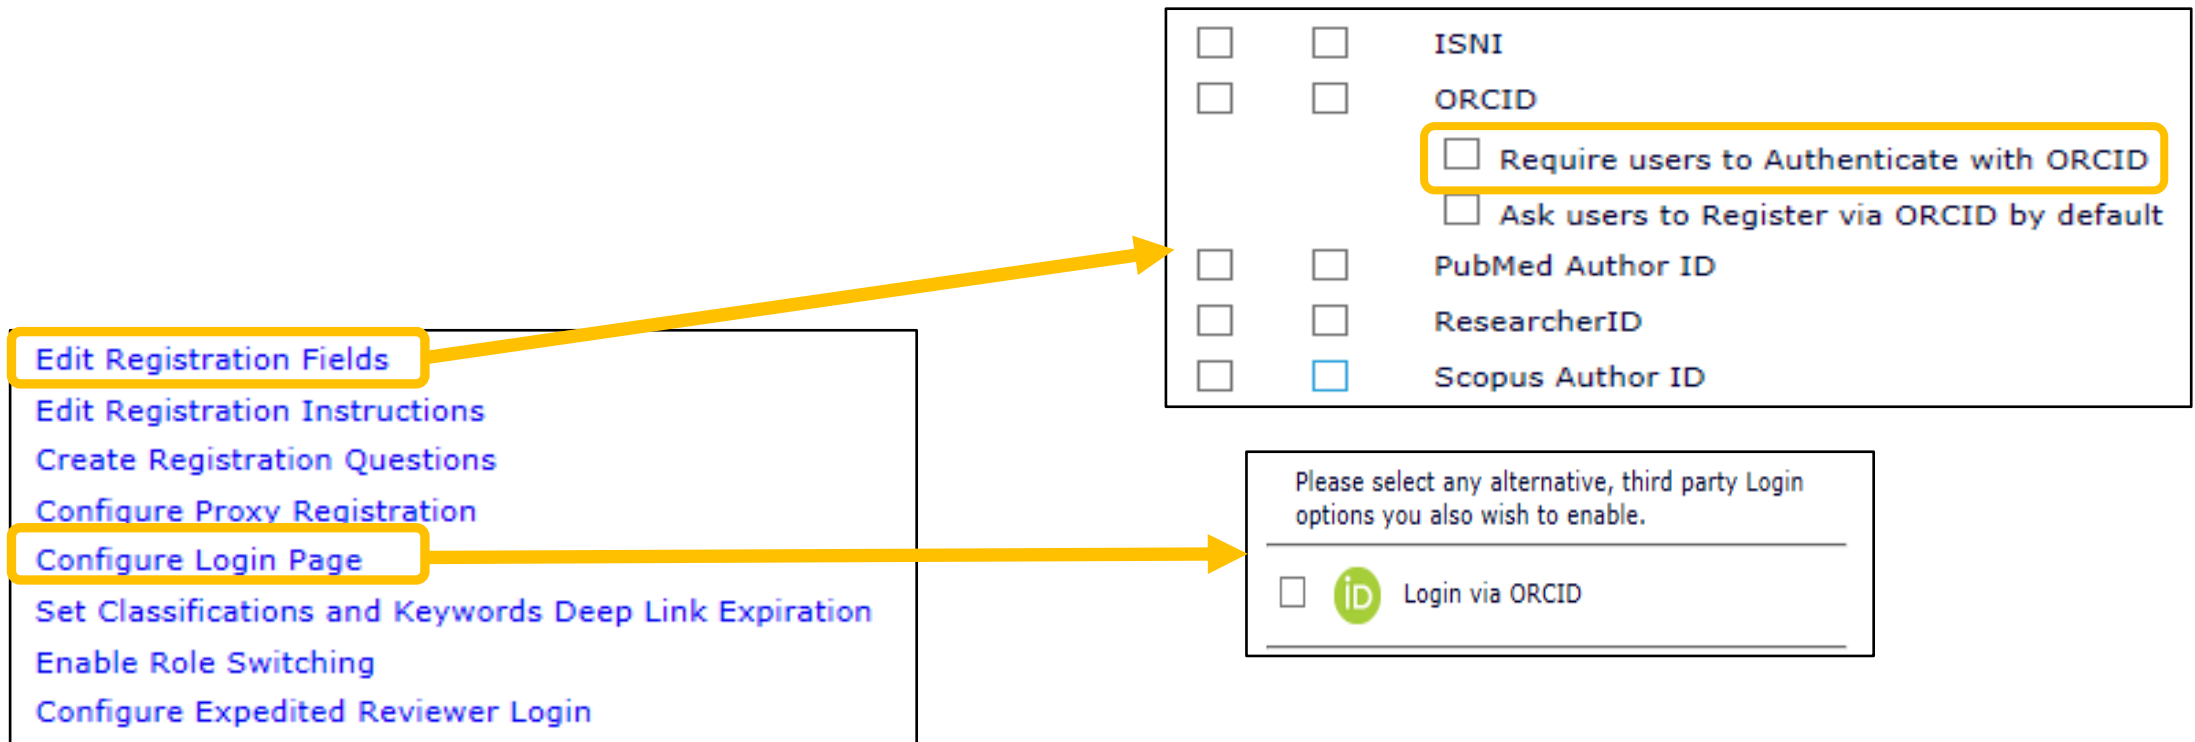 ISNI
ORCID
Require users to Authenticate with ORCID
Ask users to Register via ORCID by default
PubMed Author ID
ResearcherID
Scopus Author ID
Edit Registration Fields
Edit Registration Instructions
Create Registration Questions
Configure Proxy Registration
Configure Login Page
Set Classifications and Keywords Deep Link Expiration
Enable Role Switching
Configure Expedited Reviewer Login
Please select any alternative, third party Login
options you also wish to enable.
iD Login via ORCID